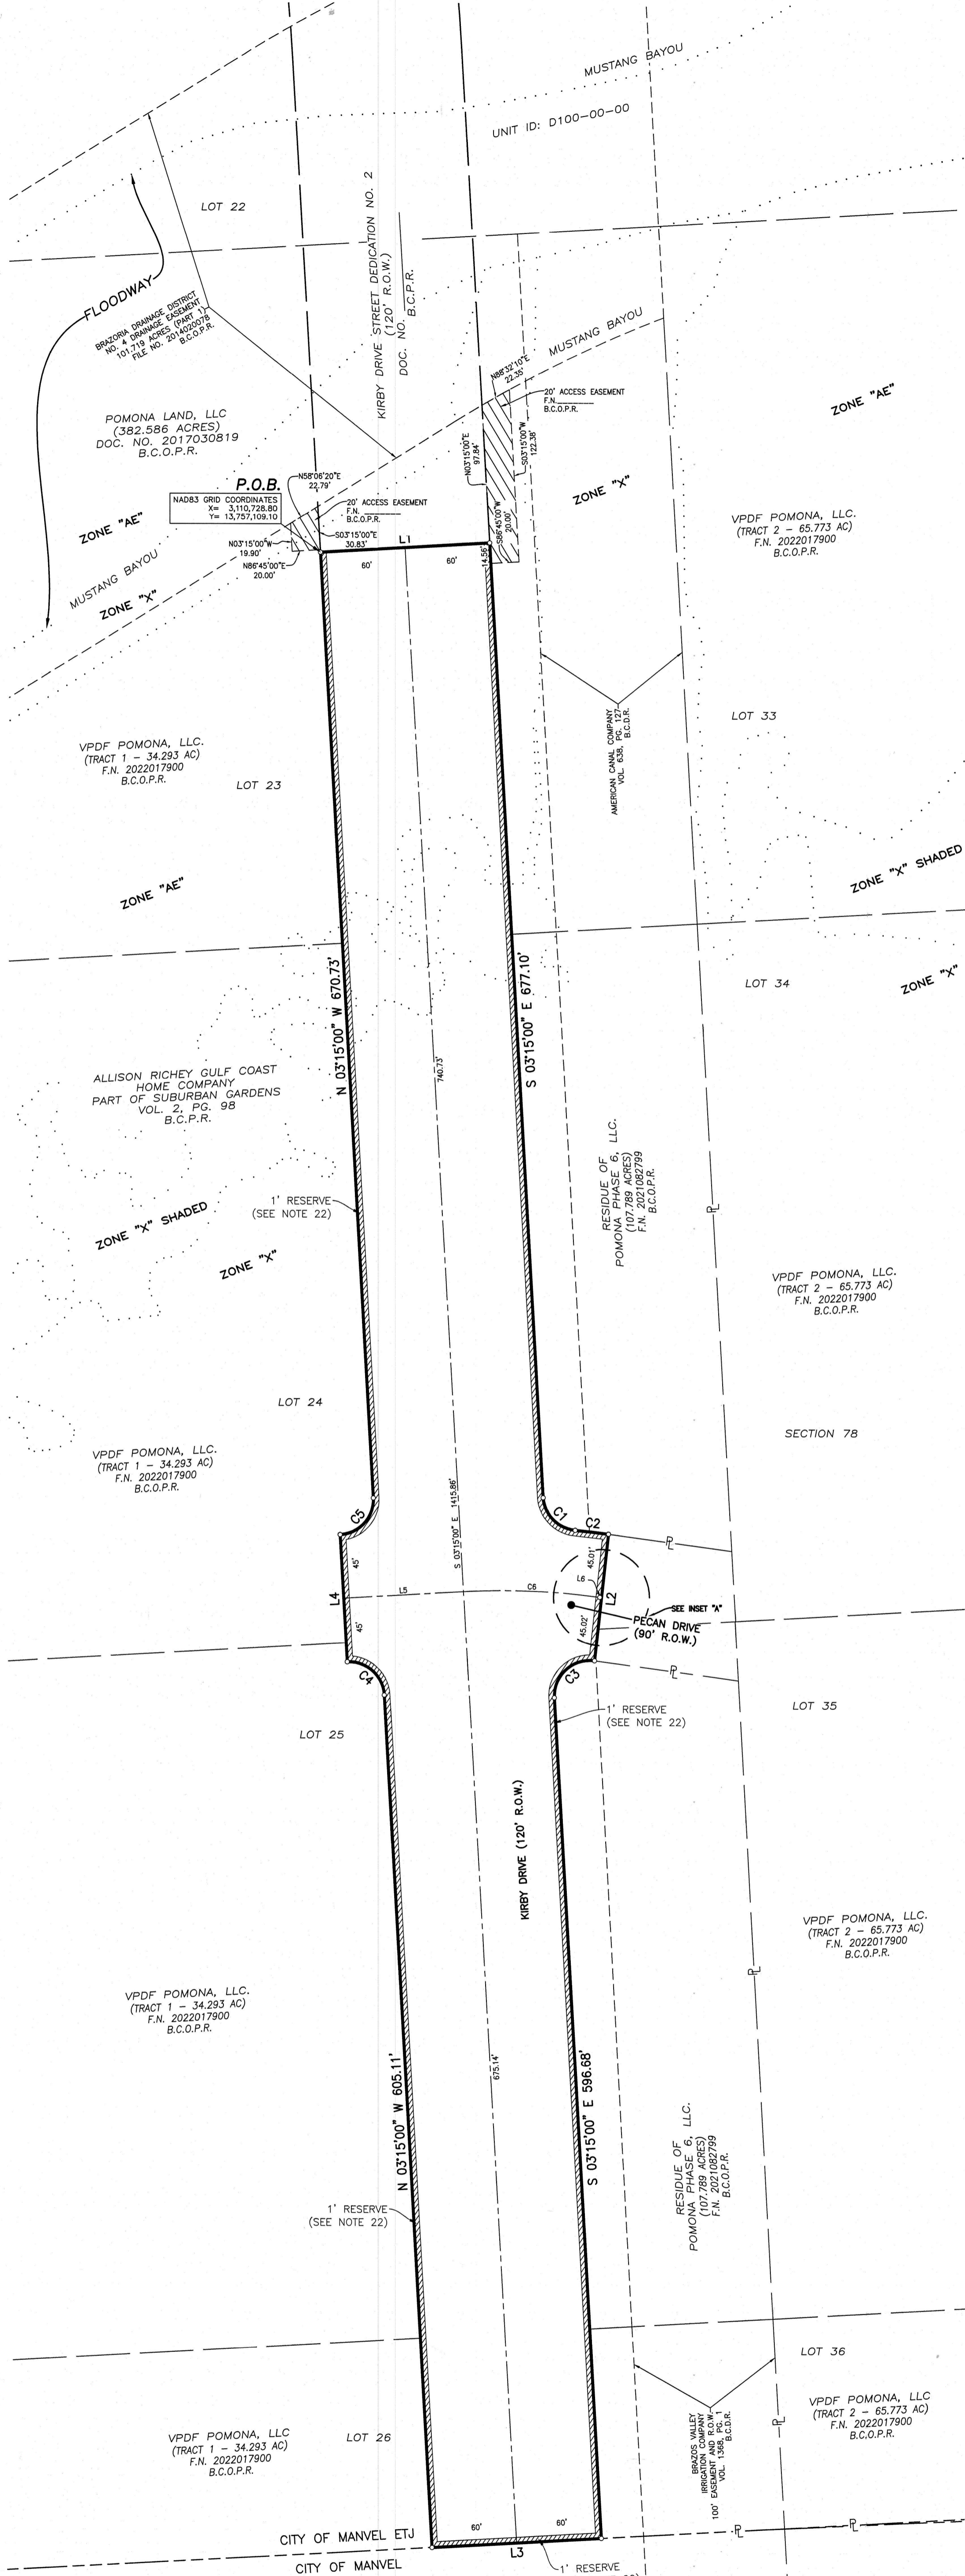 MUSTANG BAYOU
UNIT ID: D100-00-00
LOT 22
KIRBY DRIVE STREET DEDICATION NO. 2
(120' R.O.W.)
DOC. NO.
B.C.P.R.
FLOODWAY
BRAZORIA DRAINAGE DISTRICT
NO. 4 DRAINAGE EASEMENT
101.719 ACRES (PART 1)
FILE NO. 2014020078
B.C.O.P.R.
MUSTANG BAYOU
N88°32'10"E
22.35'
20' ACCESS EASEMENT
F.N.________
B.C.O.P.R.
ZONE "AE"
POMONA LAND, LLC
(382.586 ACRES)
DOC. NO. 2017030819
B.C.O.P.R.
N03°15'00"E
97.84'
S03°15'00"W
122.38'
P.O.B.
NAD83 GRID COORDINATES
X= 3,110,728.80
Y= 13,757,109.10
N58°06'20"E
22.79'
20' ACCESS EASEMENT
F.N. ________
B.C.O.P.R.
S03°15'00"E
30.83'
S86°45'00"W
20.00'
ZONE "X"
ZONE "AE"
N03°15'00"W
19.90'
N86°45'00"E
20.00'
L1
60'
60'
14.56'
VPDF POMONA, LLC.
(TRACT 2 - 65.773 AC)
F.N. 2022017900
B.C.O.P.R.
MUSTANG BAYOU
ZONE "X"
AMERICAN CANAL COMPANY
VOL. 638, PG. 127
B.C.D.R.
LOT 33
VPDF POMONA, LLC.
(TRACT 1 - 34.293 AC)
F.N. 2022017900
B.C.O.P.R.
LOT 23
ZONE "AE"
ZONE "X" SHADED
N 03°15'00" W 670.73'
S 03°15'00" E 677.10'
LOT 34
ZONE "X"
740.73'
ALLISON RICHEY GULF COAST
HOME COMPANY
PART OF SUBURBAN GARDENS
VOL. 2, PG. 98
B.C.P.R.
RESIDUE OF
POMONA PHASE 6, LLC.
(107.789 ACRES)
F.N. 2021082799
B.C.O.P.R.
1' RESERVE
(SEE NOTE 22)
ZONE "X" SHADED
ZONE "X"
PL
VPDF POMONA, LLC.
(TRACT 2 - 65.773 AC)
F.N. 2022017900
B.C.O.P.R.
LOT 24
SECTION 78
VPDF POMONA, LLC.
(TRACT 1 - 34.293 AC)
F.N. 2022017900
B.C.O.P.R.
S 03°15'00" E 1415.86'
C5
C1
C2
PL
45'
45.01'
L4
L5
C6
L6
L2
SEE INSET "A"
PECAN DRIVE
(90' R.O.W.)
45'
45.02'
C4
C3
PL
1' RESERVE
(SEE NOTE 22)
LOT 35
LOT 25
KIRBY DRIVE (120' R.O.W.)
VPDF POMONA, LLC.
(TRACT 2 - 65.773 AC)
F.N. 2022017900
B.C.O.P.R.
PL
VPDF POMONA, LLC.
(TRACT 1 - 34.293 AC)
F.N. 2022017900
B.C.O.P.R.
675.14'
N 03°15'00" W 605.11'
S 03°15'00" E 596.68'
RESIDUE OF
POMONA PHASE 6, LLC.
(107.789 ACRES)
F.N. 2021082799
B.C.O.P.R.
1' RESERVE
(SEE NOTE 22)
LOT 36
VPDF POMONA, LLC
(TRACT 2 - 65.773 AC)
F.N. 2022017900
B.C.O.P.R.
BRAZOS VALLEY
IRRIGATION COMPANY
100' EASEMENT AND R.O.W.
VOL. 1368, PG. 1
B.C.D.R.
PL
VPDF POMONA, LLC
(TRACT 1 - 34.293 AC)
F.N. 2022017900
B.C.O.P.R.
LOT 26
60'
60'
PL
PL
CITY OF MANVEL ETJ
CITY OF MANVEL
L3
1' RESERVE